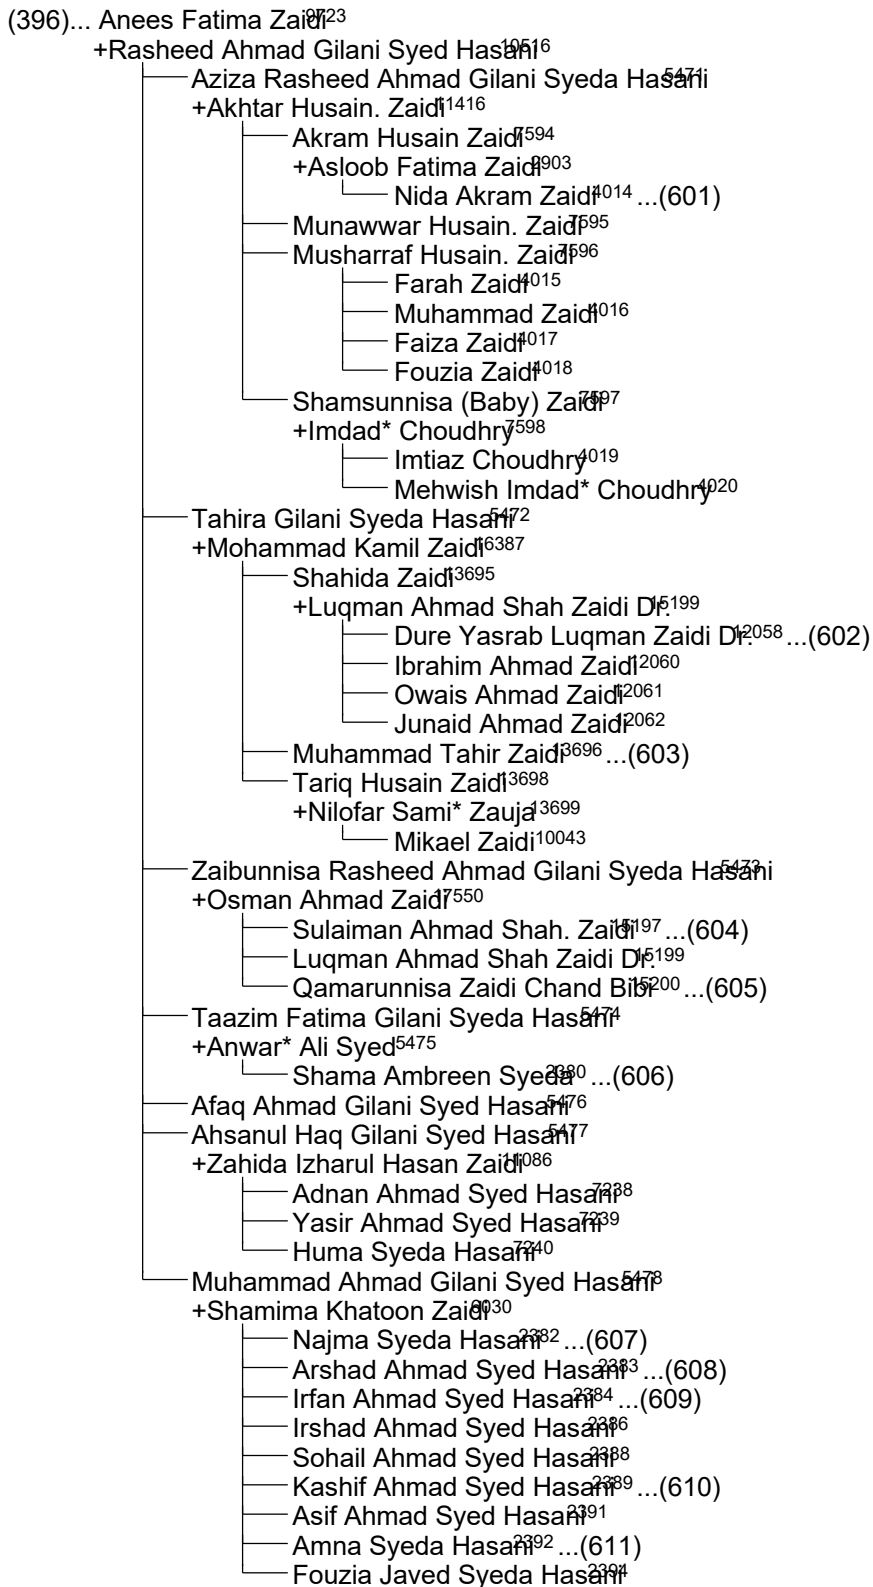 (396)... Anees Fatima Zaidi9723
+Rasheed Ahmad Gilani Syed Hasani10516
Aziza Rasheed Ahmad Gilani Syeda Hasani5471
+Akhtar Husain. Zaidi11416
Akram Husain Zaidi7594
+Asloob Fatima Zaidi2903
Nida Akram Zaidi4014 ...(601)
Munawwar Husain. Zaidi7595
Musharraf Husain. Zaidi7596
Farah Zaidi4015
Muhammad Zaidi4016
Faiza Zaidi4017
Fouzia Zaidi4018
Shamsunnisa (Baby) Zaidi7597
+Imdad* Choudhry7598
Imtiaz Choudhry4019
Mehwish Imdad* Choudhry4020
Tahira Gilani Syeda Hasani5472
+Mohammad Kamil Zaidi16387
Shahida Zaidi13695
+Luqman Ahmad Shah Zaidi Dr.15199
Dure Yasrab Luqman Zaidi Dr.12058 ...(602)
Ibrahim Ahmad Zaidi12060
Owais Ahmad Zaidi12061
Junaid Ahmad Zaidi12062
Muhammad Tahir Zaidi13696 ...(603)
Tariq Husain Zaidi13698
+Nilofar Sami* Zauja13699
Mikael Zaidi10043
Zaibunnisa Rasheed Ahmad Gilani Syeda Hasani5473
+Osman Ahmad Zaidi17550
Sulaiman Ahmad Shah. Zaidi15197 ...(604)
Luqman Ahmad Shah Zaidi Dr.15199
Qamarunnisa Zaidi Chand Bibi15200 ...(605)
Taazim Fatima Gilani Syeda Hasani5474
+Anwar* Ali Syed5475
Shama Ambreen Syeda2380 ...(606)
Afaq Ahmad Gilani Syed Hasani5476
Ahsanul Haq Gilani Syed Hasani5477
+Zahida Izharul Hasan Zaidi11086
Adnan Ahmad Syed Hasani7238
Yasir Ahmad Syed Hasani7239
Huma Syeda Hasani7240
Muhammad Ahmad Gilani Syed Hasani5478
+Shamima Khatoon Zaidi9030
Najma Syeda Hasani2382 ...(607)
Arshad Ahmad Syed Hasani2383 ...(608)
Irfan Ahmad Syed Hasani2384 ...(609)
Irshad Ahmad Syed Hasani2386
Sohail Ahmad Syed Hasani2388
Kashif Ahmad Syed Hasani2389 ...(610)
Asif Ahmad Syed Hasani2391
Amna Syeda Hasani2392 ...(611)
Fouzia Javed Syeda Hasani2394